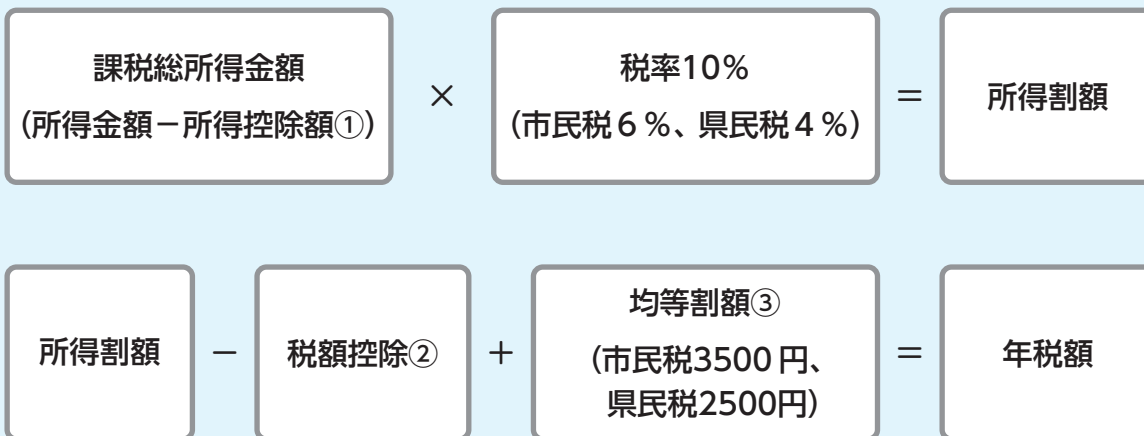 課税総所得金額
（所得金額－所得控除額①）
×
税率10％
（市民税６％、県民税４％）
＝
所得割額
所得割額
－
税額控除②
＋
均等割額③
（市民税3500円、
県民税2500円）
＝
年税額